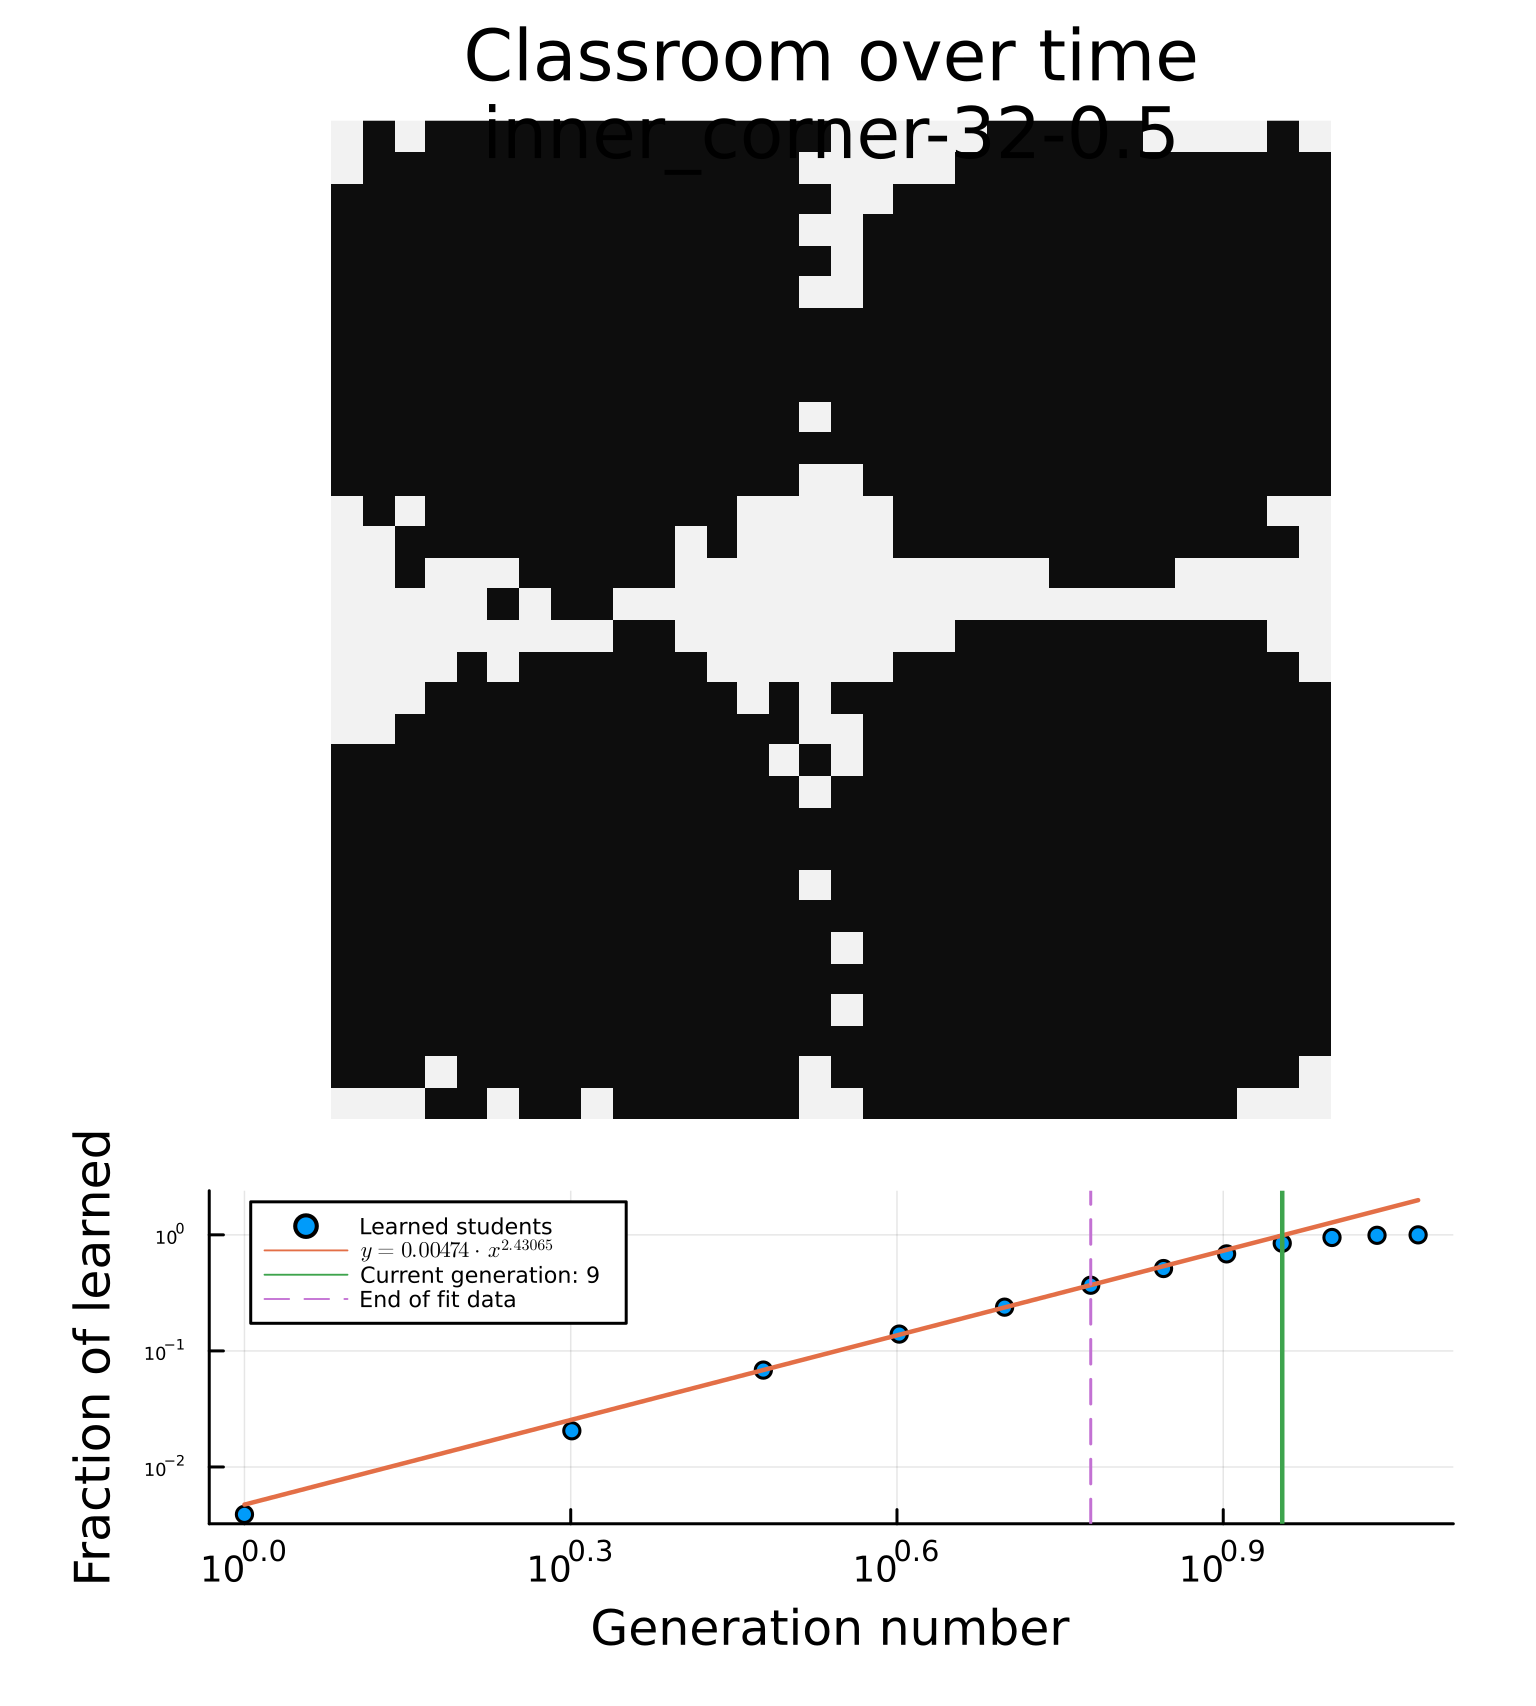 Classroom over time
inner_corner-32-0.5
Fraction of learned
10⁰
10⁻¹
10⁻²
Learned students
y = 0.00474 · x^2.43065
Current generation: 9
End of fit data
10^0.0 10^0.3 10^0.6 10^0.9
Generation number